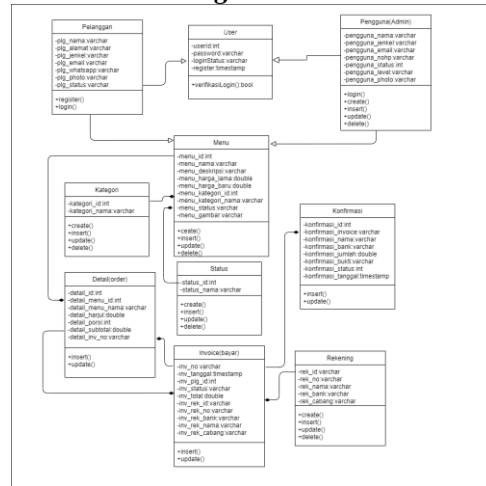 Pelanggan
-plg_nama:varchar
-plg_alamat:varchar
-plg_jenkel:varchar
-plg_email:varchar
-plg_whatsapp:varchar
-plg_photo:varchar
-plg_status:varchar
+register()
+login()
User
-userid:int
-password:varchar
-loginStatus:varchar
-register:timestamp
+verifikasiLogin():bool
Pengguna(Admin)
-pengguna_nama:varchar
-pengguna_jenkel:varchar
-pengguna_email:varchar
-pengguna_nohp:varchar
-pengguna_status:int
-pengguna_level:varchar
-pengguna_photo:varchar
+login()
+create()
+insert()
+update()
+delete()
Menu
-menu_id:int
-menu_nama:varchar
-menu_deskripsi:varchar
-menu_harga_lama:double
-menu_harga_baru:double
-menu_kategori_id:int
-menu_kategori_nama:varchar
-menu_status:varchar
-menu_gambar:varchar
+ceate()
+insert()
+update()
+delete()
Kategori
-kategori_id:int
-kategori_nama:varchar
+create()
+insert()
+update()
+delete()
Konfirmasi
-konfirmasi_id:int
-konfirmasi_invoice:varchar
-konfirmasi_nama:varchar
-konfirmasi_bank:varchar
-konfirmasi_jumlah:double
-konfirmasi_bukti:varchar
-konfirmasi_status:int
-konfirmasi_tanggal:timestamp
+insert()
+update()
Status
-status_id:int
-status_nama:varchar
+create()
+insert()
+update()
+delete()
Detail(order)
-detail_id:int
-detail_menu_id:int
-detail_menu_nama:varchar
-detail_harjul:double
-detail_porsi:int
-detail_subtotal:double
-detail_inv_no:varchar
+insert()
+update()
Invoice(bayar)
-inv_no:varchar
-inv_tanggal:timestamp
-inv_plg_id:int
-inv_status:varchar
-inv_total:double
-inv_rek_id:varchar
-inv_rek_no:varchar
-inv_rek_bank:varchar
-inv_rek_nama:varchar
-inv_rek_cabang:varchar
+insert()
+update()
Rekening
-rek_id:varchar
-rek_no:varchar
-rek_nama:varchar
-rek_bank:varchar
-rek_cabang:varchar
+create()
+insert()
+update()
+delete()